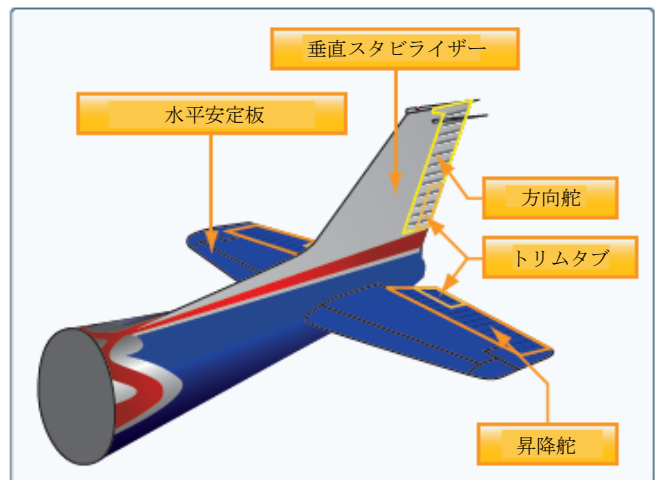 垂直スタビライザー
水平安定板
方向舵
トリムタブ
昇降舵